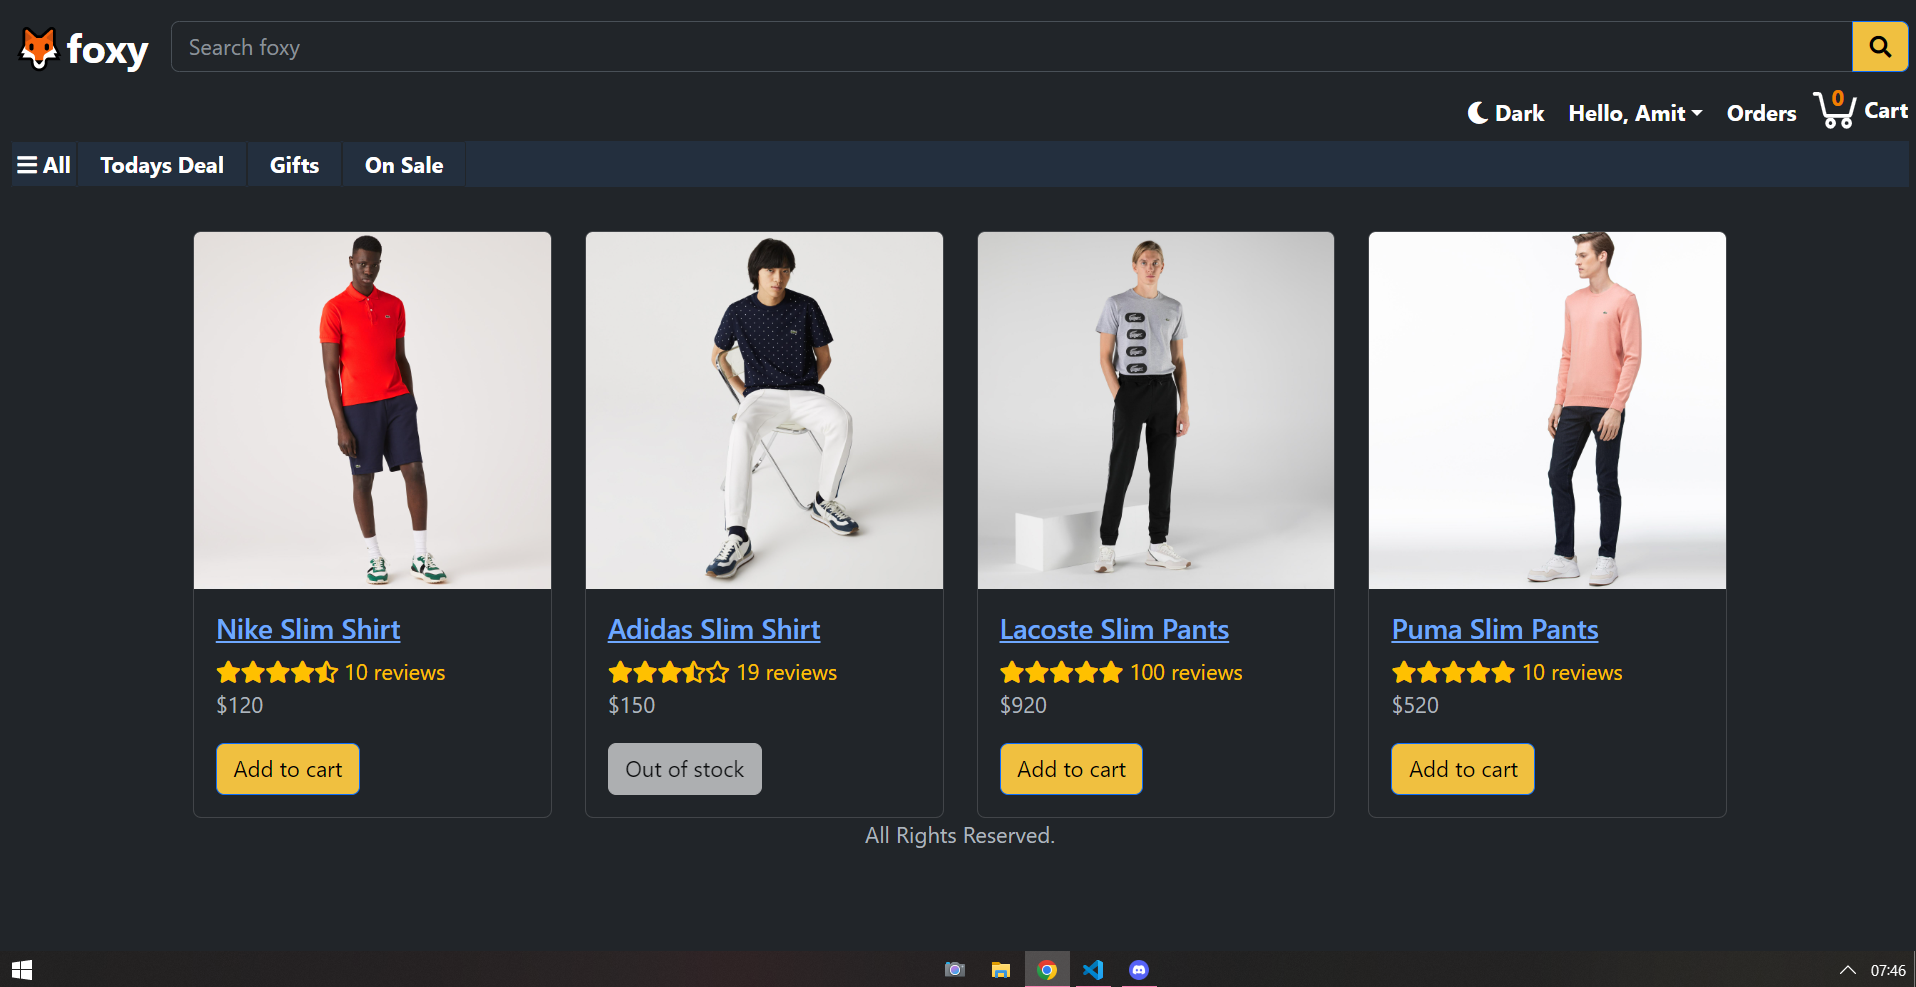 foxy
Search foxy
Dark Hello, Amit Orders 0 Cart
All Todays Deal Gifts On Sale
Nike Slim Shirt
10 reviews
$120
Add to cart
Adidas Slim Shirt
19 reviews
$150
Out of stock
Lacoste Slim Pants
100 reviews
$920
Add to cart
Puma Slim Pants
10 reviews
$520
Add to cart
All Rights Reserved.
07:46